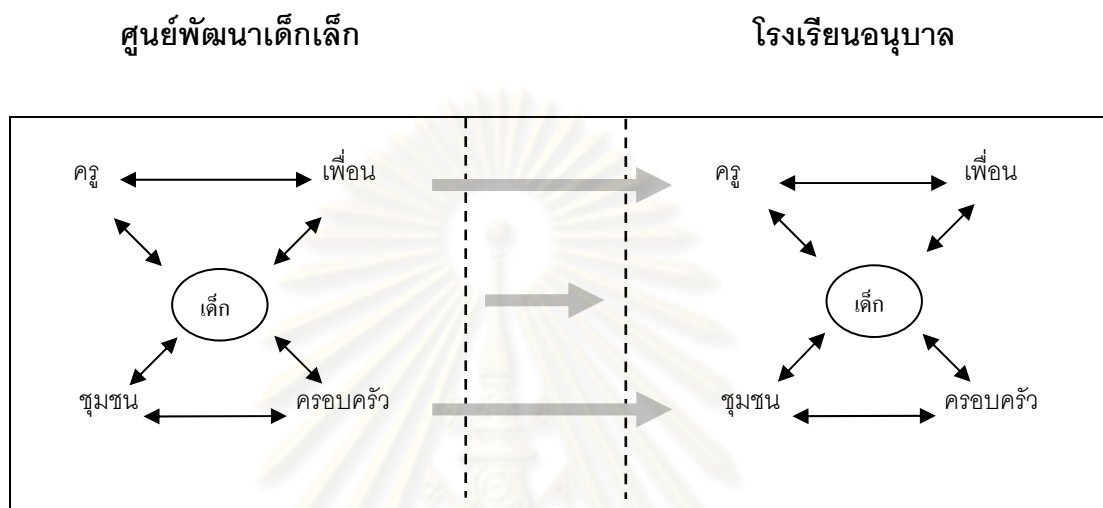 ศูนย์พัฒนาเด็กเล็ก โรงเรียนอนุบาล
ครู เพื่อน ครู เพื่อน
เด็ก เด็ก
ชุมชน ครอบครัว ชุมชน ครอบครัว